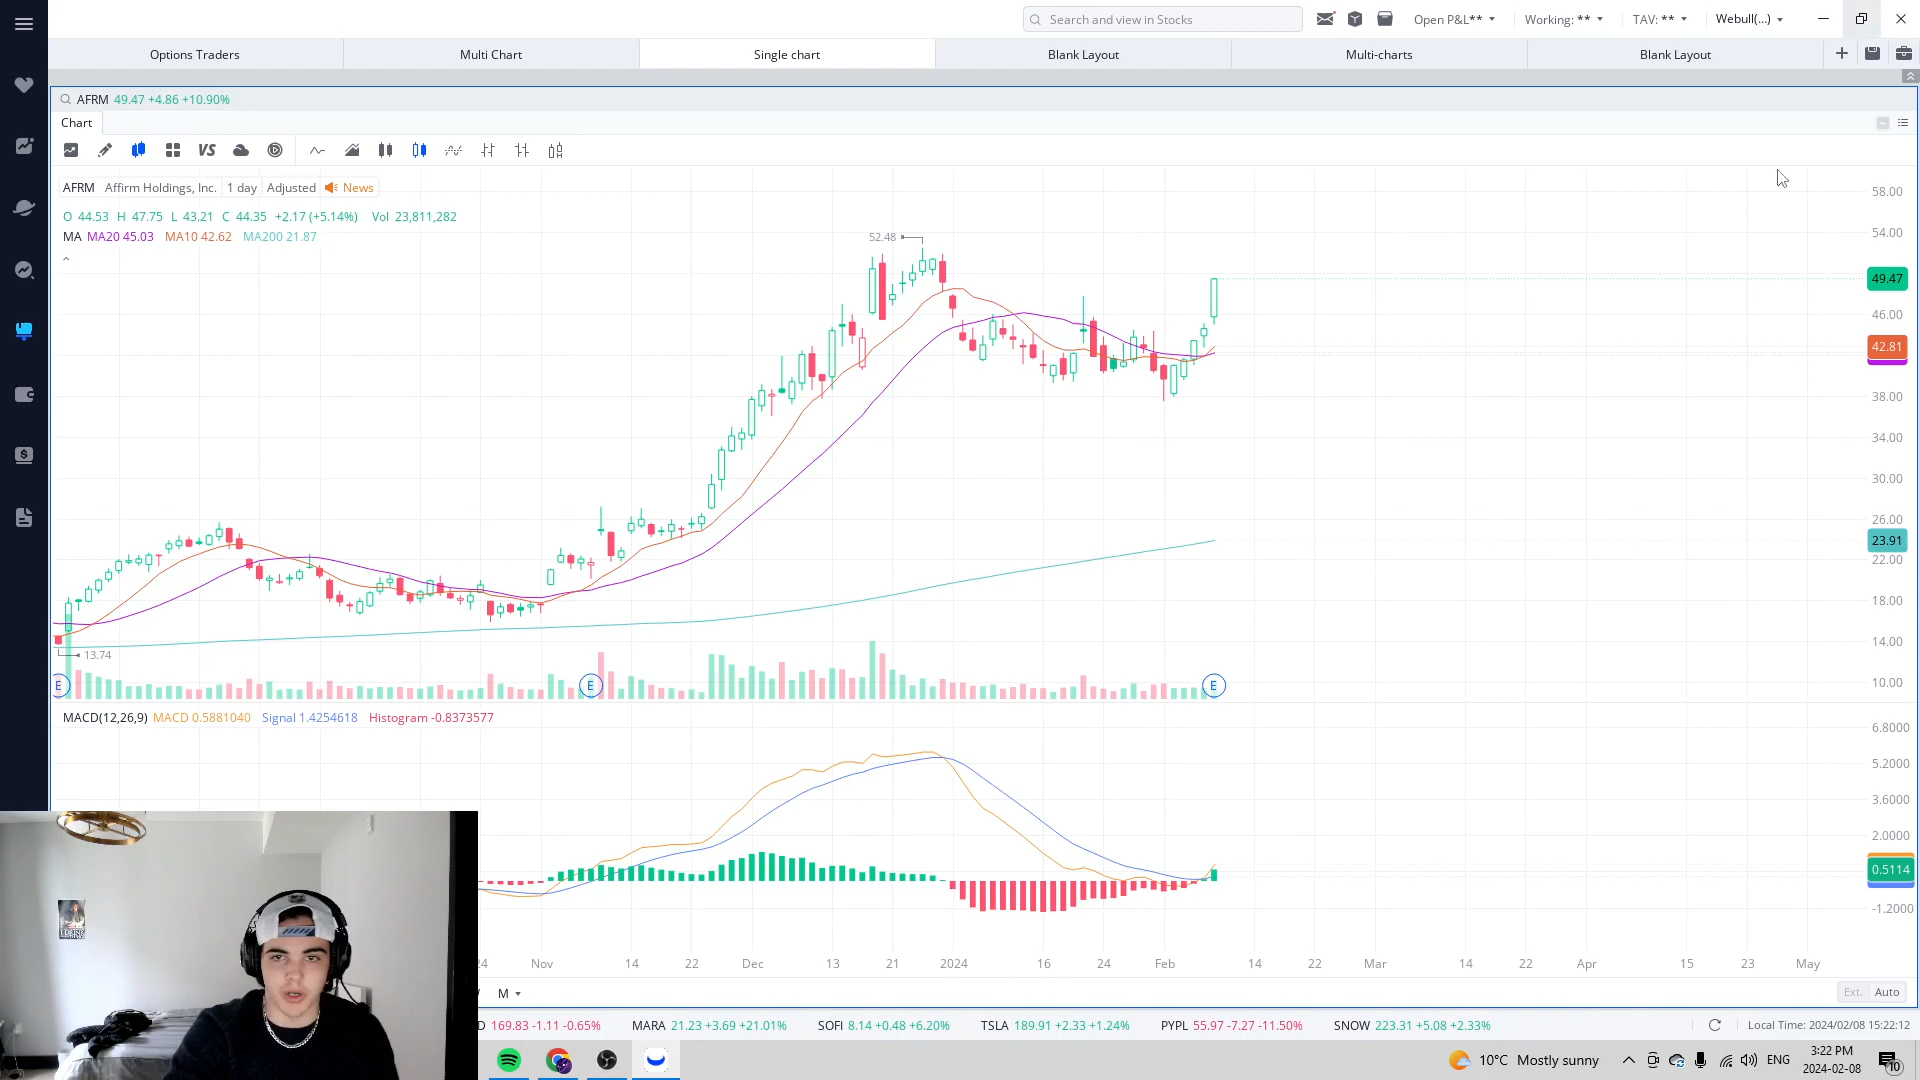 Search and view in Stocks
Open P&L** Working: ** TAV: ** Webull(...)
Options Traders Multi Chart Single chart Blank Layout Multi-charts Blank Layout
AFRM 49.47 +4.86 +10.90%
Chart
VS
AFRM Affirm Holdings, Inc. 1 day Adjusted News
O 44.53 H 47.75 L 43.21 C 44.35 +2.17 (+5.14%) Vol 23,811,282
MA MA20 45.03 MA10 42.62 MA200 21.87
52.48
13.74
58.00
54.00
49.47
46.00
42.81
38.00
34.00
30.00
26.00
23.91
22.00
18.00
14.00
10.00
E E E
MACD(12,26,9) MACD 0.5881040 Signal 1.4254618 Histogram -0.8373577
6.8000
5.2000
3.6000
2.0000
0.5114
-1.2000
24 Nov 14 22 Dec 13 21 2024 16 24 Feb 14 22 Mar 14 22 Apr 15 23 May
M
Ext. Auto
D 169.83 -1.11 -0.65% MARA 21.23 +3.69 +21.01% SOFI 8.14 +0.48 +6.20% TSLA 189.91 +2.33 +1.24% PYPL 55.97 -7.27 -11.50% SNOW 223.31 +5.08 +2.33%
Local Time: 2024/02/08 15:22:12
10°C Mostly sunny ENG 3:22 PM
2024-02-08
10